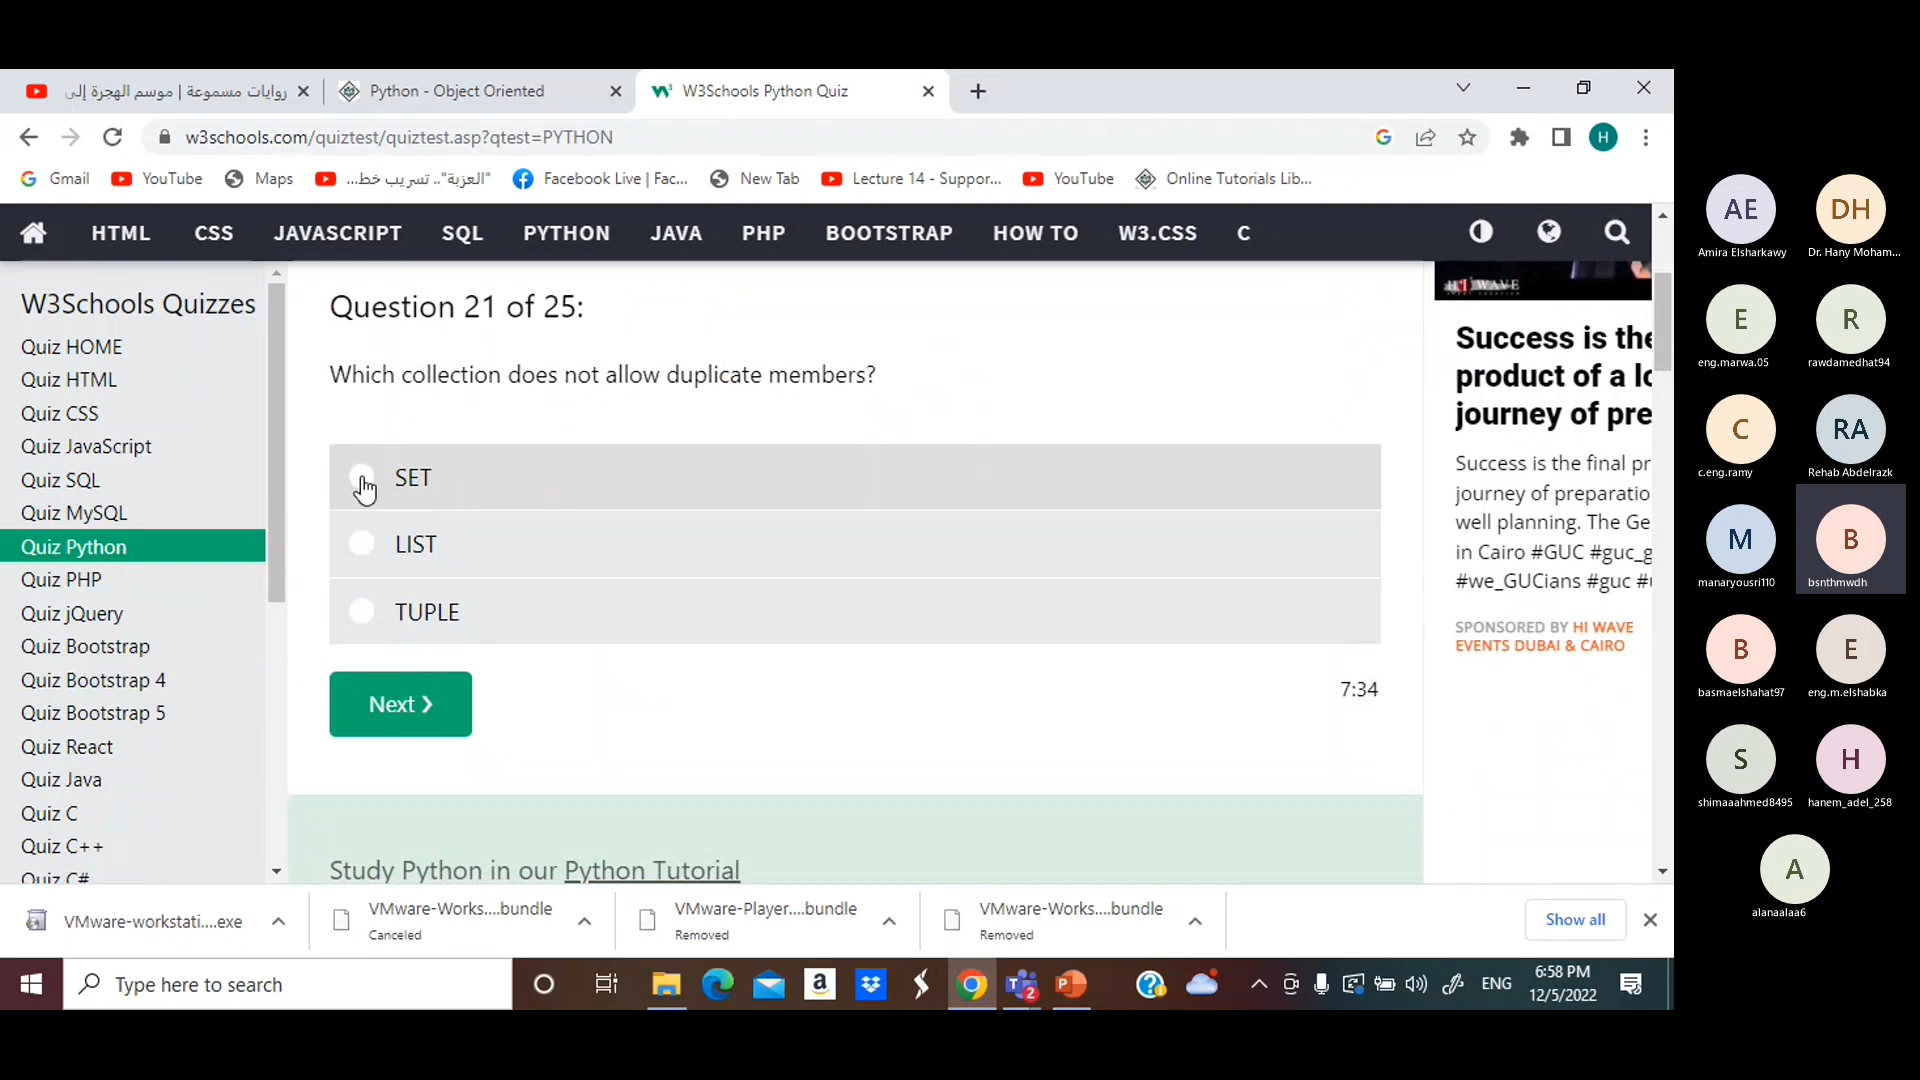 روايات مسموعة | موسم الهجرة إلى
Python - Object Oriented
W3Schools Python Quiz
w3schools.com/quiztest/quiztest.asp?qtest=PYTHON
G
H
Gmail
YouTube
Maps
"العزبة".. تسريب خط...
Facebook Live | Fac...
New Tab
Lecture 14 - Suppor...
YouTube
Online Tutorials Lib...
HTML CSS JAVASCRIPT SQL PYTHON JAVA PHP BOOTSTRAP HOW TO W3.CSS C
W3Schools Quizzes
Quiz HOME
Quiz HTML
Quiz CSS
Quiz JavaScript
Quiz SQL
Quiz MySQL
Quiz Python
Quiz PHP
Quiz jQuery
Quiz Bootstrap
Quiz Bootstrap 4
Quiz Bootstrap 5
Quiz React
Quiz Java
Quiz C
Quiz C++
Quiz C#
Question 21 of 25:
Which collection does not allow duplicate members?
SET
LIST
TUPLE
Next ❯
7:34
Study Python in our Python Tutorial
HI WAVE
Success is the
product of a lo
journey of pre
Success is the final pr
journey of preparatio
well planning. The Ge
in Cairo #GUC #guc_g
#we_GUCians #guc #
SPONSORED BY HI WAVE
EVENTS DUBAI & CAIRO
VMware-workstati....exe
VMware-Works....bundle
Canceled
VMware-Player....bundle
Removed
VMware-Works....bundle
Removed
Show all
Type here to search
a
2
P
ENG
6:58 PM
12/5/2022
AE
Amira Elsharkawy
DH
Dr. Hany Moham...
E
eng.marwa.05
R
rawdamedhat94
C
c.eng.ramy
RA
Rehab Abdelrazk
M
manaryousri110
B
bsnthmwdh
B
basmaelshahat97
E
eng.m.elshabka
S
shimaaahmed8495
H
hanem_adel_258
A
alanaalaa6